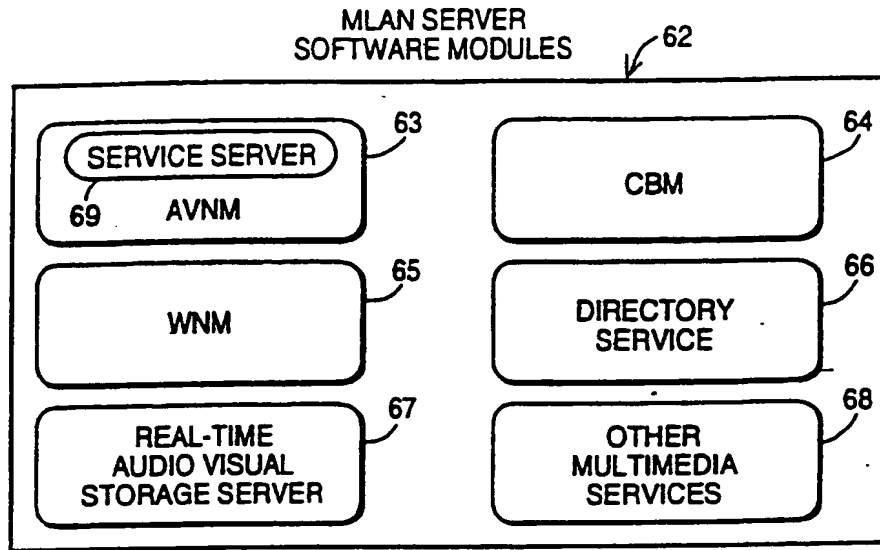 MLAN SERVER
SOFTWARE MODULES
62
SERVICE SERVER
69
AVNM
63
CBM
64
WNM
65
DIRECTORY
SERVICE
66
REAL-TIME
AUDIO VISUAL
STORAGE SERVER
67
OTHER
MULTIMEDIA
SERVICES
68